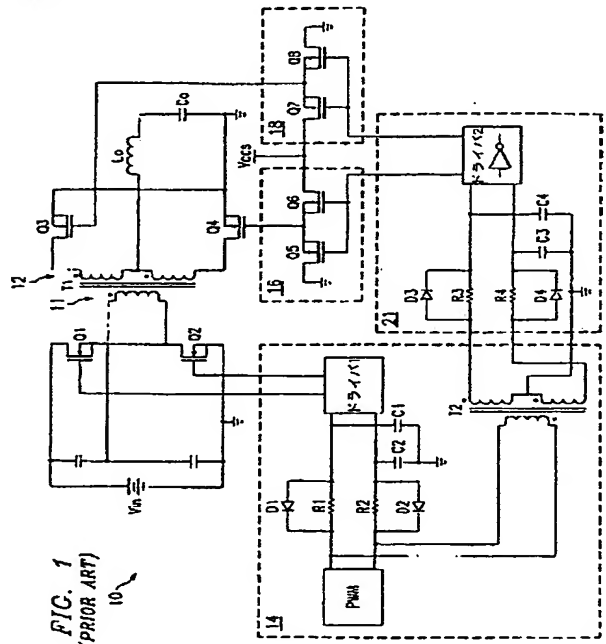 FIG. 1
(PRIOR ART)
10
Vin
Q1
Q2
11
T1
12
Q3
Q4
Lo
Co
Vccs
16
Q5
Q6
18
Q7
Q8
14
PWM
D1
R1
R2
D2
C2
C1
ドライバ1
T2
21
D3
R3
R4
D4
C3
C4
ドライバ2